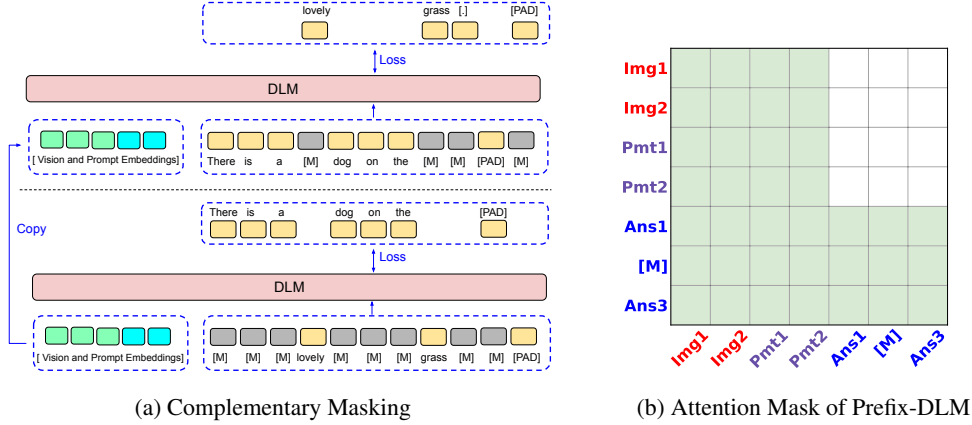 lovely grass [.] [PAD]
Loss
DLM
[ Vision and Prompt Embeddings]
There is a [M] dog on the [M] [M] [PAD] [M]
Copy
There is a dog on the [PAD]
Loss
DLM
[ Vision and Prompt Embeddings]
[M] [M] [M] lovely [M] [M] [M] grass [M] [M] [PAD]
(a) Complementary Masking
Img1
Img2
Pmt1
Pmt2
Ans1
[M]
Ans3
Img1 Img2 Pmt1 Pmt2 Ans1 [M] Ans3
(b) Attention Mask of Prefix-DLM